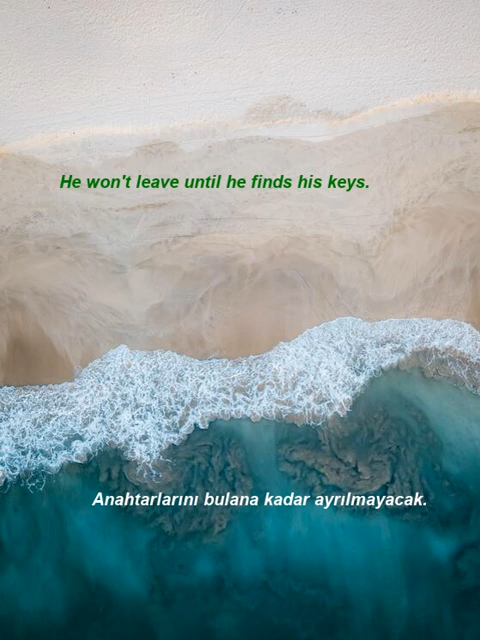 He won't leave until he finds his keys.
Anahtarlarını bulana kadar ayrılmayacak.